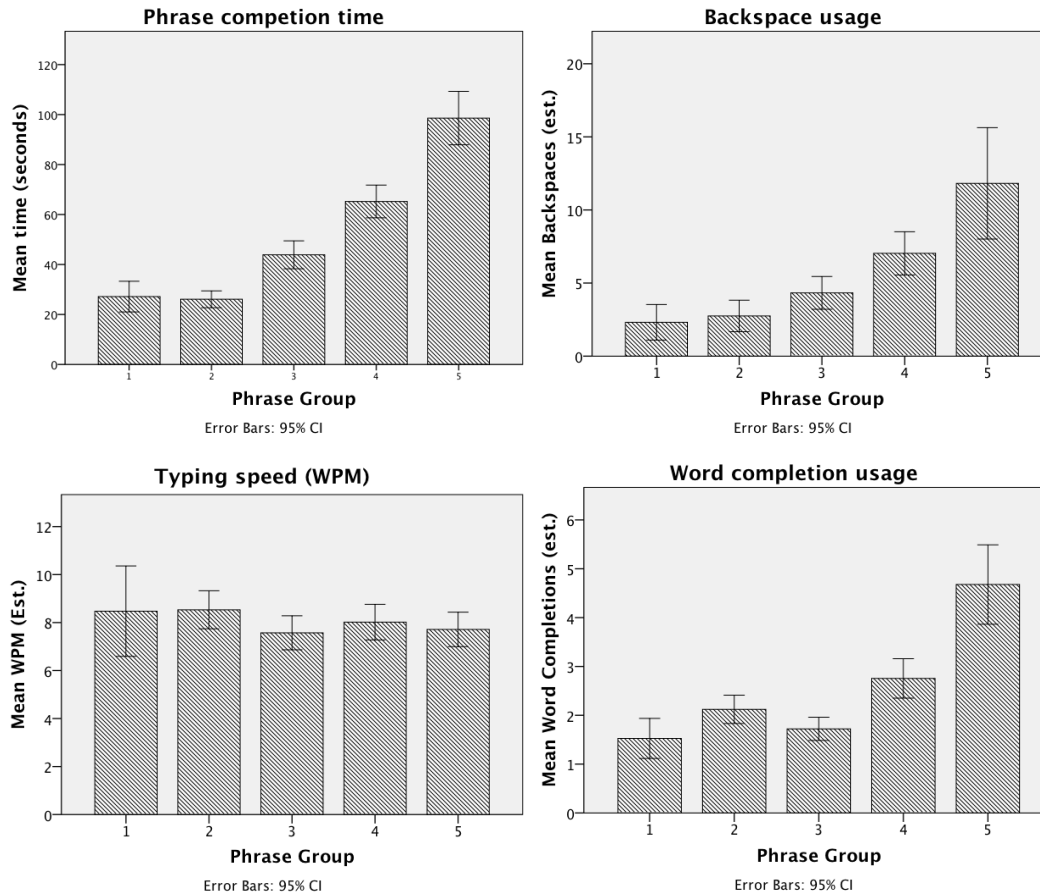 Phrase competion time
Mean time (seconds)
120
100
80
60
40
20
0
1 2 3 4 5
Phrase Group
Error Bars: 95% CI
Backspace usage
Mean Backspaces (est.)
20
15
10
5
0
1 2 3 4 5
Phrase Group
Error Bars: 95% CI
Typing speed (WPM)
Mean WPM (Est.)
12
10
8
6
4
2
0
1 2 3 4 5
Phrase Group
Error Bars: 95% CI
Word completion usage
Mean Word Completions (est.)
6
5
4
3
2
1
0
1 2 3 4 5
Phrase Group
Error Bars: 95% CI